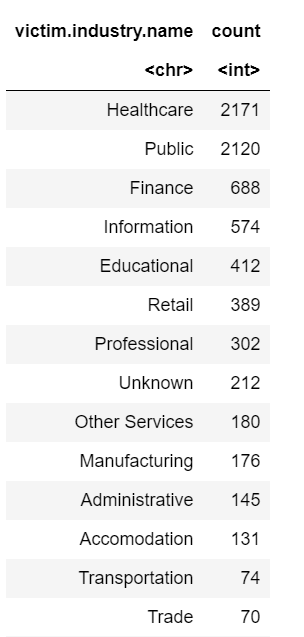 victim.industry.name count
<chr> <int>
Healthcare 2171
Public 2120
Finance 688
Information 574
Educational 412
Retail 389
Professional 302
Unknown 212
Other Services 180
Manufacturing 176
Administrative 145
Accomodation 131
Transportation 74
Trade 70